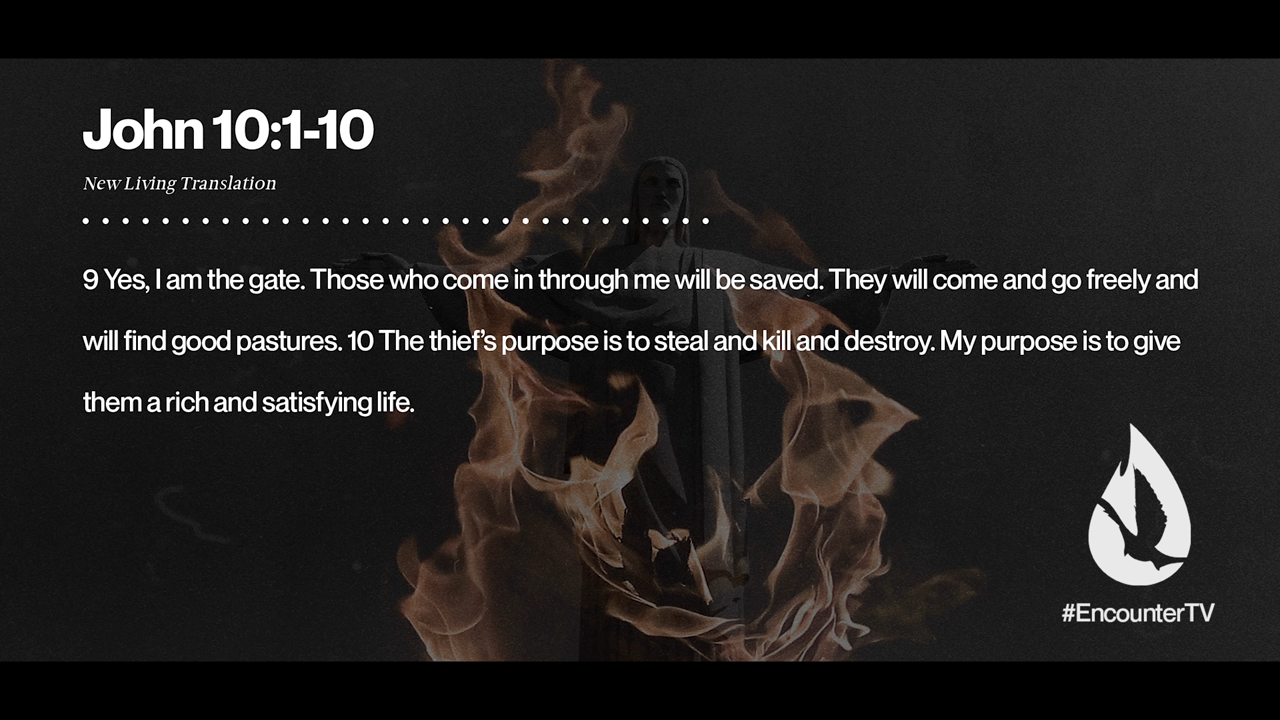 John 10:1-10
New Living Translation
9 Yes, I am the gate. Those who come in through me will be saved. They will come and go freely and
will find good pastures. 10 The thief’s purpose is to steal and kill and destroy. My purpose is to give
them a rich and satisfying life.
#EncounterTV